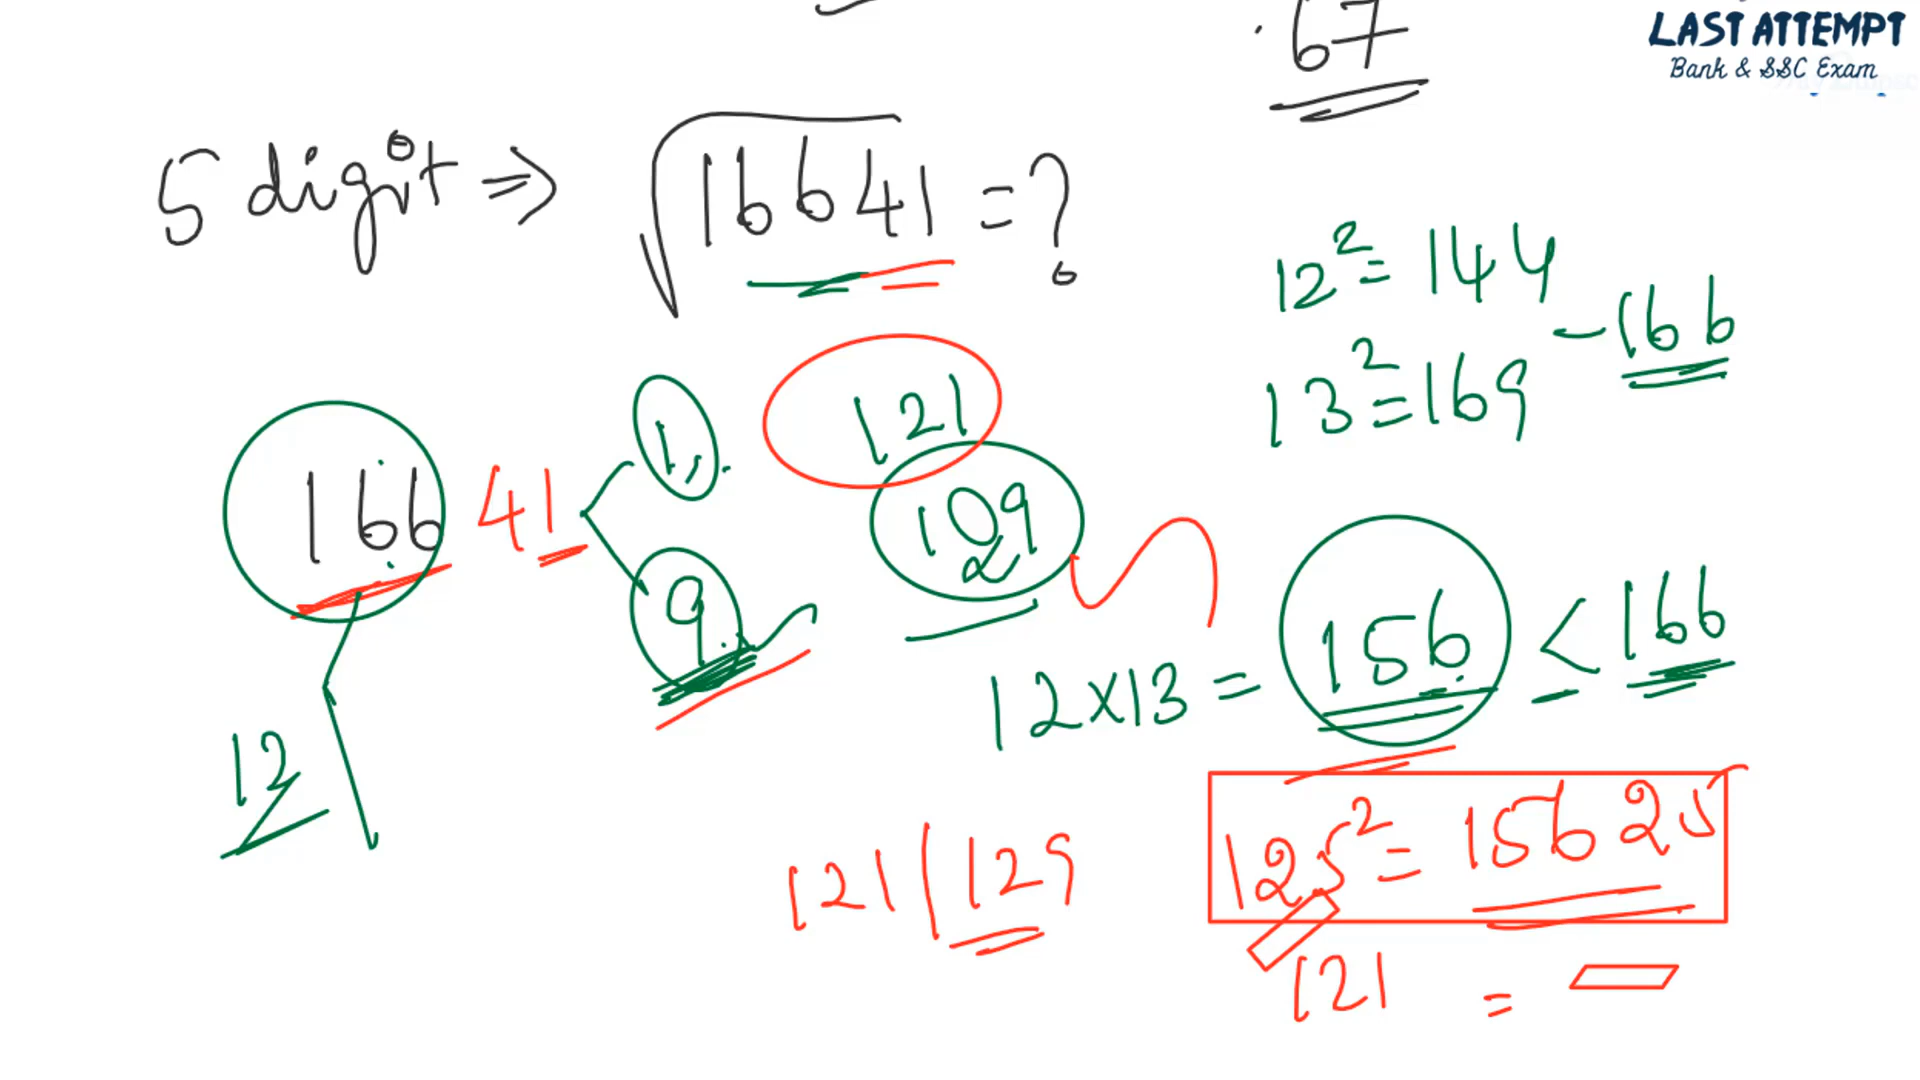 .67
LAST ATTEMPT
Bank & SSC Exam
5 digit ⇒ √16641 = ?
12² = 144
13² = 169
– 166
166 41
1,
9
121
109
2
12
12×13 = 156 < 166
121 | 129
125² = 15625
121 =